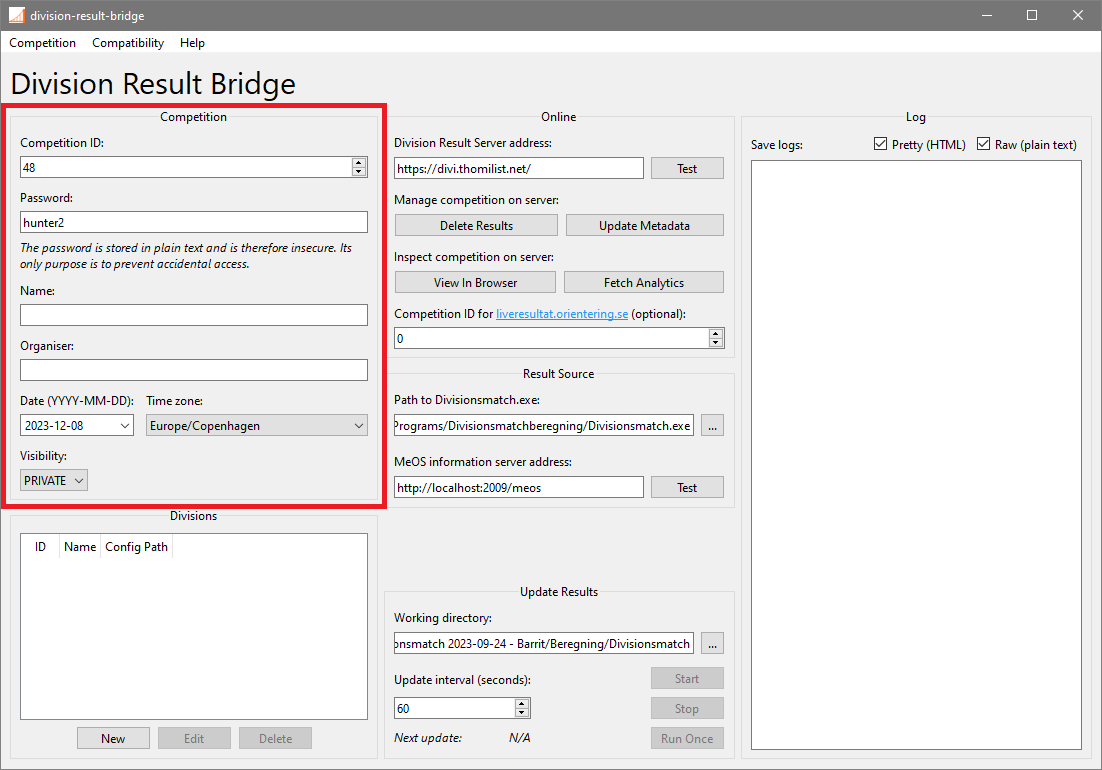 division-result-bridge
Competition Compatibility Help
Division Result Bridge
Competition
Competition ID:
48
Password:
hunter2
The password is stored in plain text and is therefore insecure. Its
only purpose is to prevent accidental access.
Name:
Organiser:
Date (YYYY-MM-DD): Time zone:
2023-12-08 Europe/Copenhagen
Visibility:
PRIVATE
Divisions
ID Name Config Path
New Edit Delete
Online
Division Result Server address:
https://divi.thomilist.net/ Test
Manage competition on server:
Delete Results Update Metadata
Inspect competition on server:
View In Browser Fetch Analytics
Competition ID for liveresultat.orientering.se (optional):
0
Result Source
Path to Divisionsmatch.exe:
Programs/Divisionsmatchberegning/Divisionsmatch.exe ...
MeOS information server address:
http://localhost:2009/meos Test
Update Results
Working directory:
onsmatch 2023-09-24 - Barrit/Beregning/Divisionsmatch ...
Update interval (seconds): Start
60 Stop
Next update: N/A Run Once
Log
Save logs: Pretty (HTML) Raw (plain text)